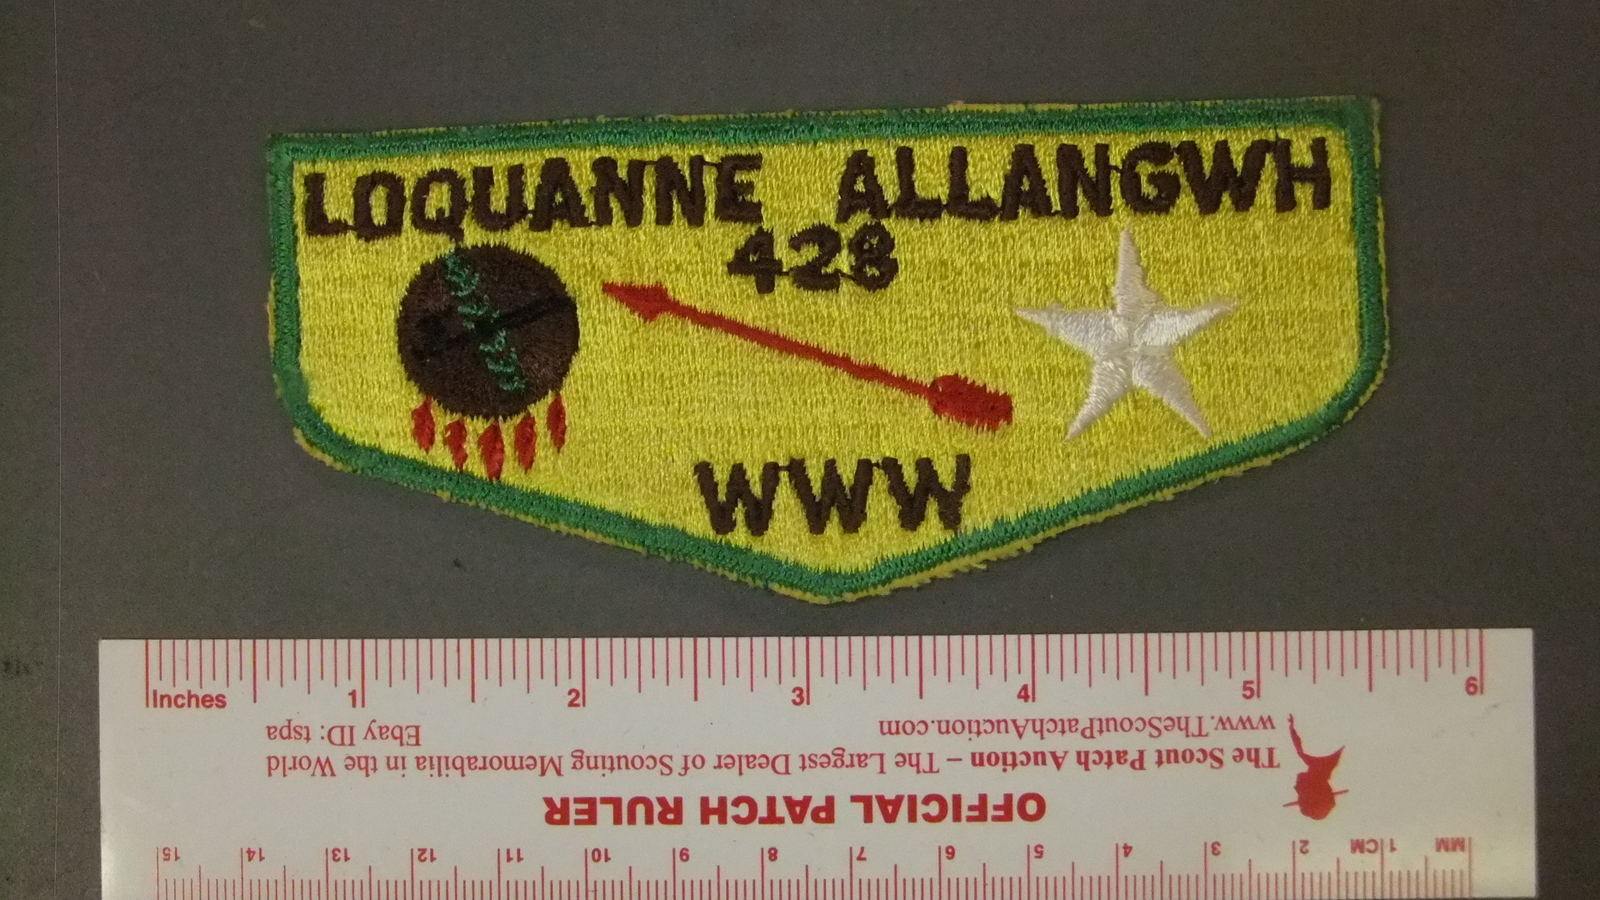 LOQUANNE ALLANGWH
428
WWW
Inches 1 2 3 4 5 6
Ebay ID: tspa
www.TheScoutPatchAuction.com
The Scout Patch Auction – The Largest Dealer of Scouting Memorabilia in the World
OFFICIAL PATCH RULER
MM 1CM 2 3 4 5 6 7 8 9 10 11 12 13 14 15